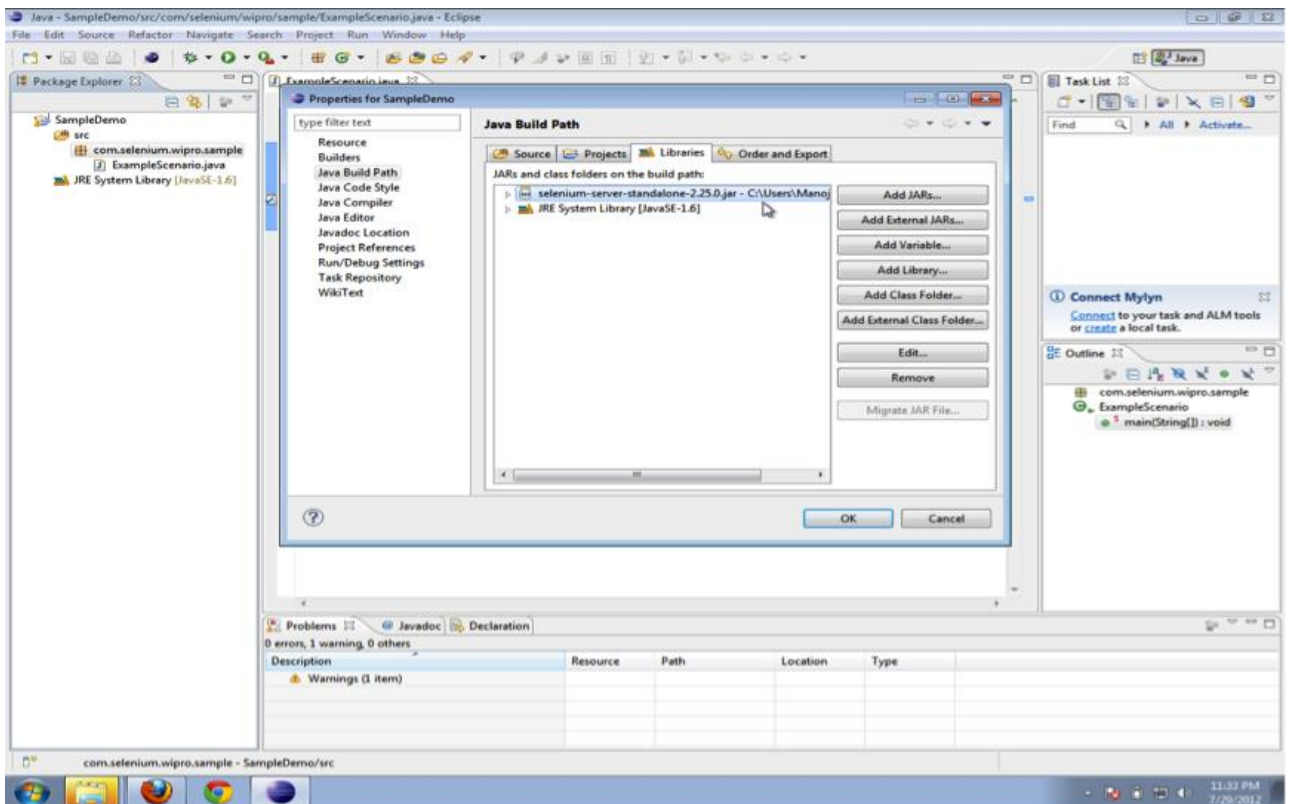 Java - SampleDemo/src/com/selenium/wipro/sample/ExampleScenario.java - Eclipse
File Edit Source Refactor Navigate Search Project Run Window Help
Java
Package Explorer
SampleDemo
src
com.selenium.wipro.sample
ExampleScenario.java
JRE System Library [JavaSE-1.6]
ExampleScenario.java
Properties for SampleDemo
type filter text
Resource
Builders
Java Build Path
Java Code Style
Java Compiler
Java Editor
Javadoc Location
Project References
Run/Debug Settings
Task Repository
WikiText
Java Build Path
Source Projects Libraries Order and Export
JARs and class folders on the build path:
selenium-server-standalone-2.25.0.jar - C:\Users\Manoj
JRE System Library [JavaSE-1.6]
Add JARs...
Add External JARs...
Add Variable...
Add Library...
Add Class Folder...
Add External Class Folder...
Edit...
Remove
Migrate JAR File...
OK Cancel
Task List
Find All Activate...
Connect Mylyn
Connect to your task and ALM tools
or create a local task.
Outline
com.selenium.wipro.sample
ExampleScenario
main(String[]) : void
Problems Javadoc Declaration
0 errors, 1 warning, 0 others
Description Resource Path Location Type
Warnings (1 item)
com.selenium.wipro.sample - SampleDemo/src
11:33 PM
7/29/2012